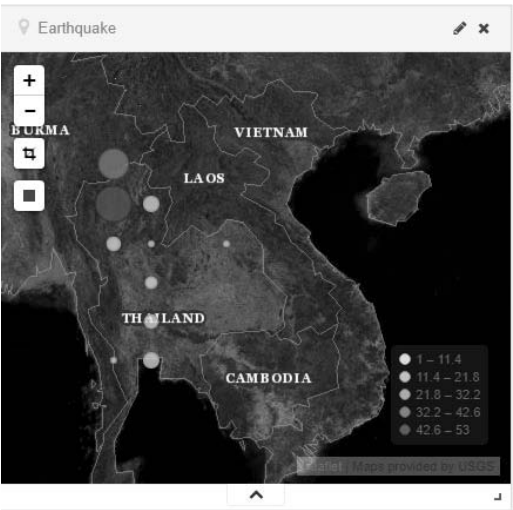 Earthquake
+
−
BURMA
VIETNAM
LAOS
THAILAND
CAMBODIA
1 – 11.4
11.4 – 21.8
21.8 – 32.2
32.2 – 42.6
42.6 – 53
Leaflet | Maps provided by USGS